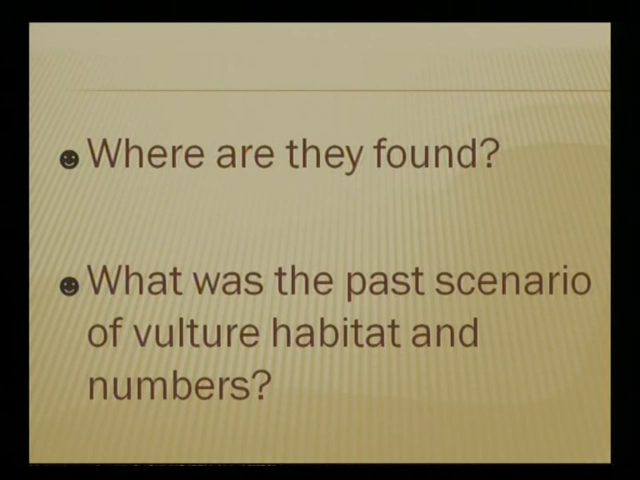 Where are they found?
What was the past scenario
of vulture habitat and
numbers?